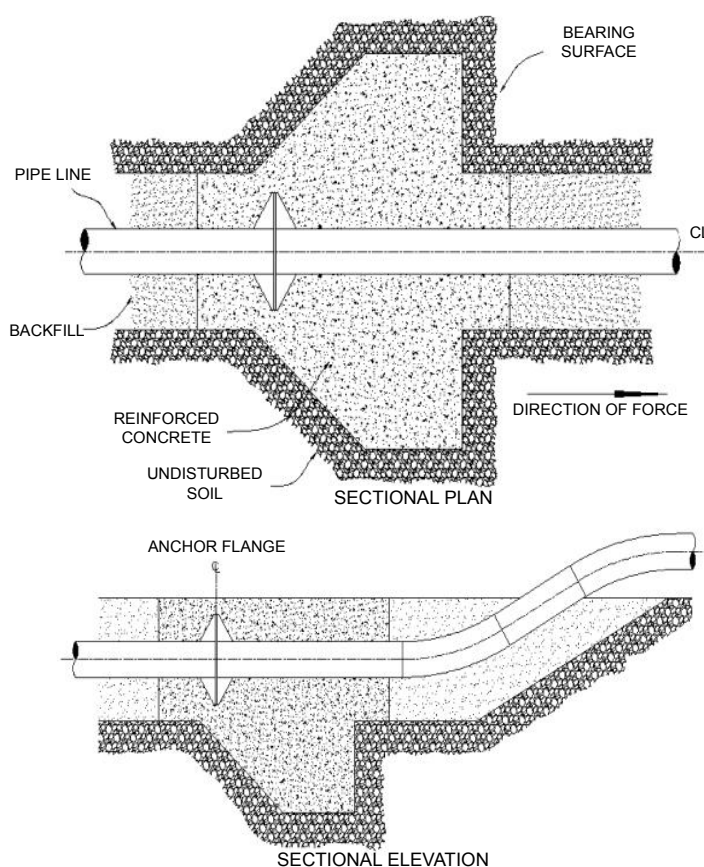 BEARING
SURFACE
PIPE LINE
CL
BACKFILL
DIRECTION OF FORCE
REINFORCED
CONCRETE
UNDISTURBED
SOIL
SECTIONAL PLAN
ANCHOR FLANGE
℄
SECTIONAL ELEVATION